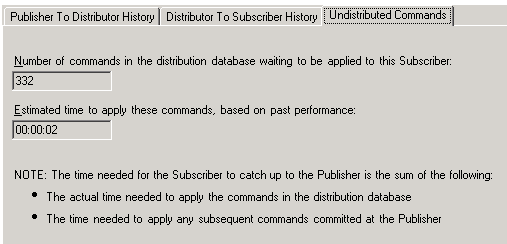 Publisher To Distributor History Distributor To Subscriber History Undistributed Commands
Number of commands in the distribution database waiting to be applied to this Subscriber:
332
Estimated time to apply these commands, based on past performance:
00:00:02
NOTE: The time needed for the Subscriber to catch up to the Publisher is the sum of the following:
• The actual time needed to apply the commands in the distribution database
• The time needed to apply any subsequent commands committed at the Publisher